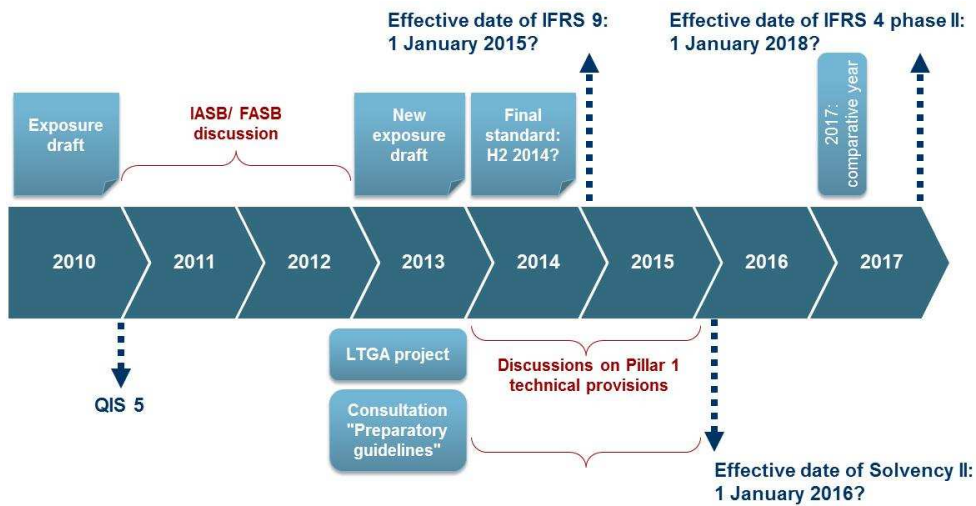 Effective date of IFRS 9:
1 January 2015?
Effective date of IFRS 4 phase II:
1 January 2018?
Exposure
draft
IASB/ FASB
discussion
New
exposure
draft
Final
standard:
H2 2014?
2017:
comparative year
2010
2011
2012
2013
2014
2015
2016
2017
QIS 5
LTGA project
Consultation
"Preparatory
guidelines"
Discussions on Pillar 1
technical provisions
Effective date of Solvency II:
1 January 2016?